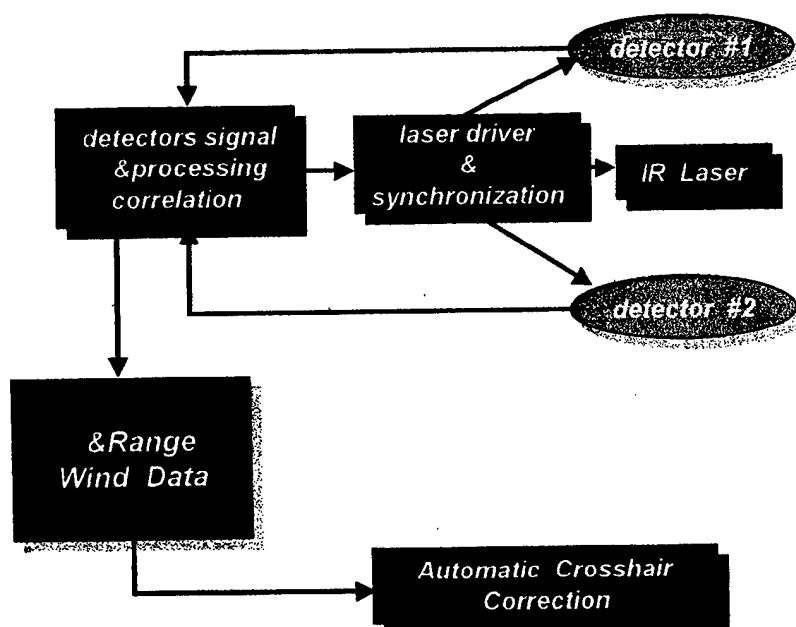 detector #1
detectors signal
&processing
correlation
laser driver
&
synchronization
IR Laser
detector #2
&Range
Wind Data
Automatic Crosshair
Correction